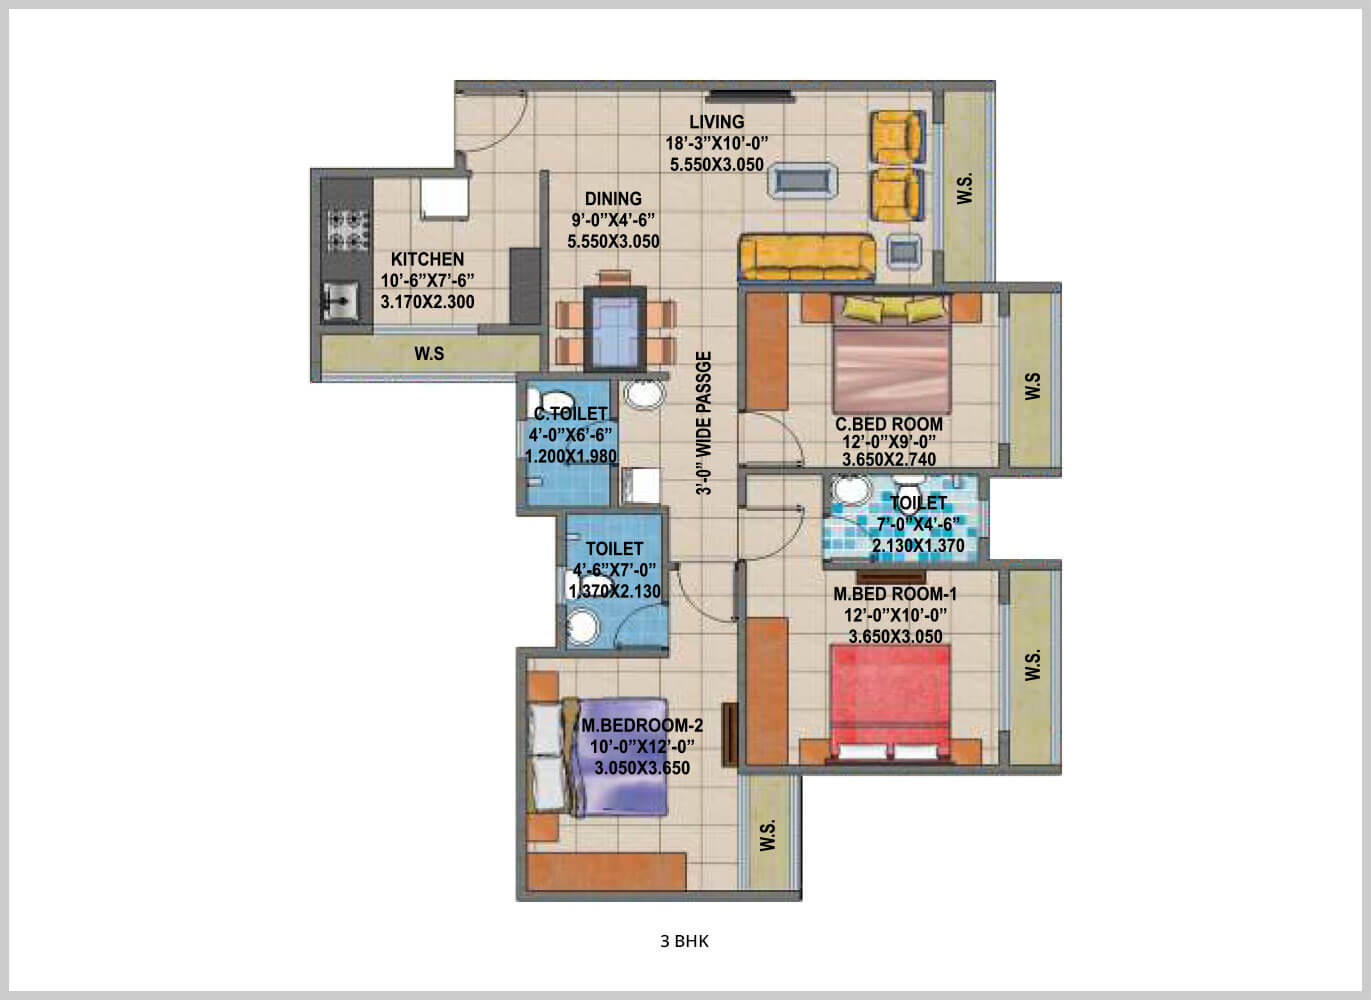 LIVING
18'-3"X10'-0"
5.550X3.050
W.S.
DINING
9'-0"X4'-6"
5.550X3.050
KITCHEN
10'-6"X7'-6"
3.170X2.300
W.S
3'-0" WIDE PASSGE
W.S
C.TOILET
4'-0"X6'-6"
1.200X1.980
C.BED ROOM
12'-0"X9'-0"
3.650X2.740
TOILET
7'-0"X4'-6"
2.130X1.370
TOILET
4'-6"X7'-0"
1.370X2.130
M.BED ROOM-1
12'-0"X10'-0"
3.650X3.050
W.S.
M.BEDROOM-2
10'-0"X12'-0"
3.050X3.650
W.S.
3 BHK